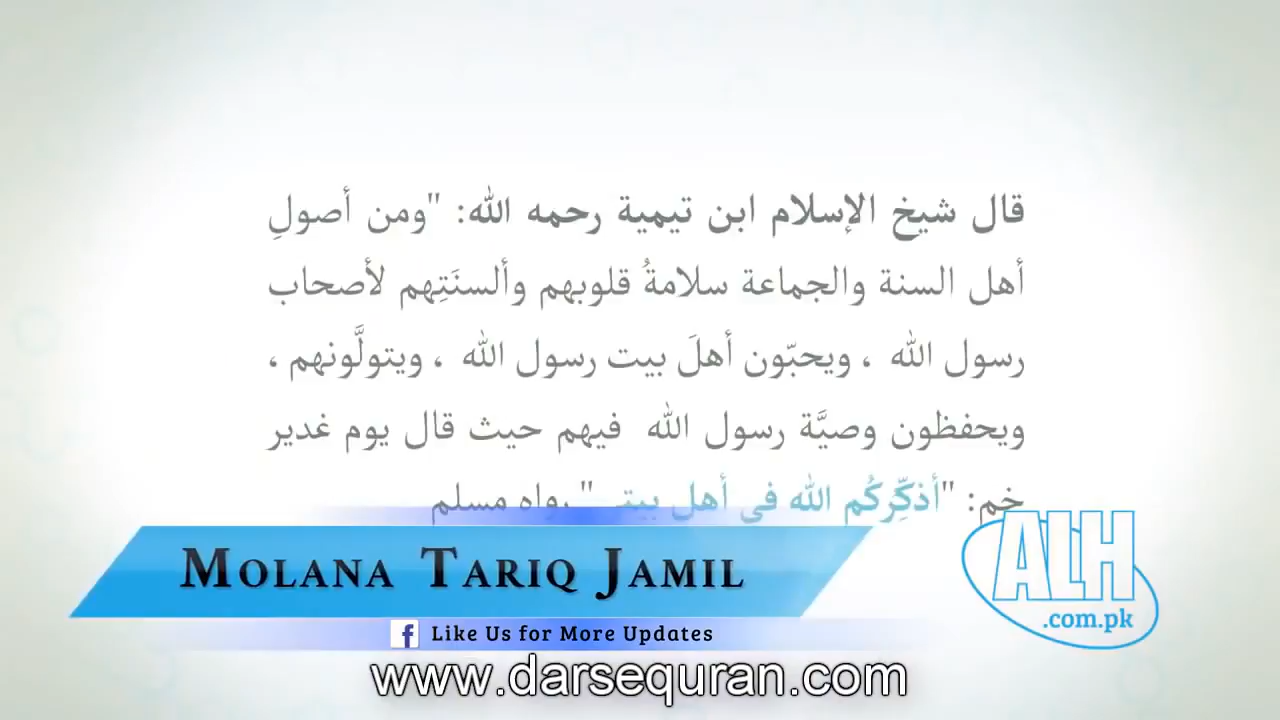 قال شيخ الإسلام ابن تيمية رحمه الله: "ومن أصولِ
أهل السنة والجماعة سلامةُ قلوبهم وألسنَتِهم لأصحاب
رسول الله ، ويحبّون أهلَ بيت رسول الله ، ويتولَّونهم ،
ويحفظون وصيَّة رسول الله فيهم حيث قال يوم غدير
خم: "أذكِّركُم الله في أهل بيتي" رواه مسلم
MOLANA TARIQ JAMIL
ALH
.com.pk
f Like Us for More Updates
www.darsequran.com